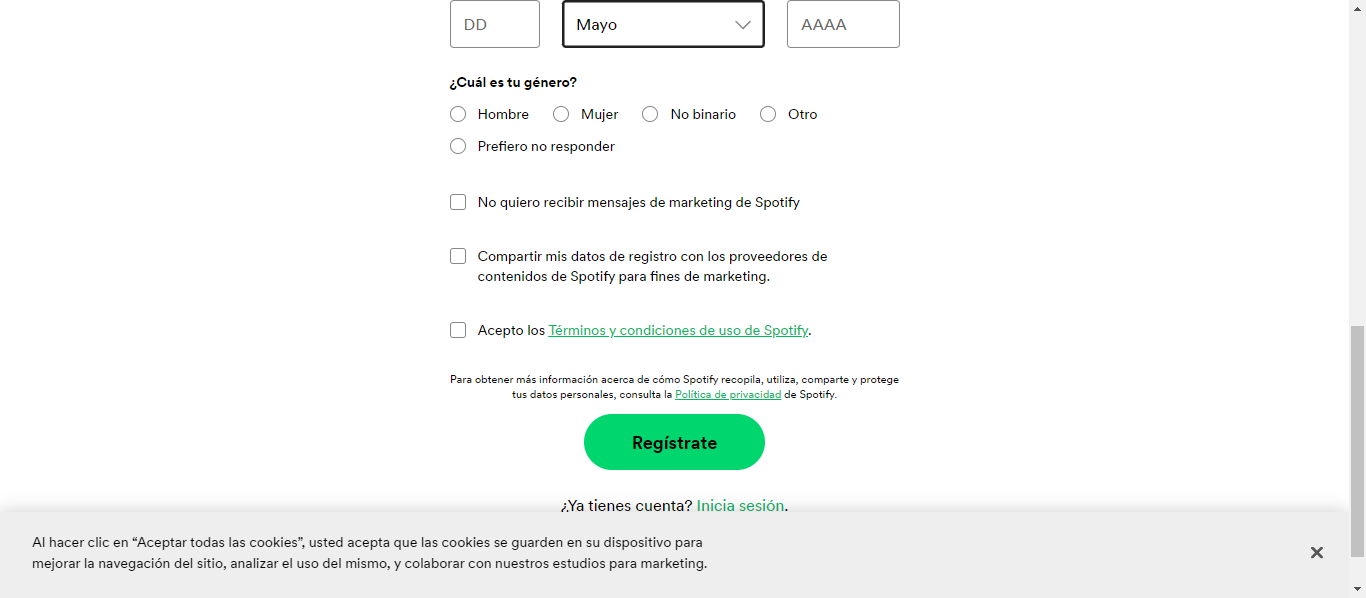 DD Mayo AAAA
¿Cuál es tu género?
Hombre Mujer No binario Otro
Prefiero no responder
No quiero recibir mensajes de marketing de Spotify
Compartir mis datos de registro con los proveedores de
contenidos de Spotify para fines de marketing.
Acepto los Términos y condiciones de uso de Spotify.
Para obtener más información acerca de cómo Spotify recopila, utiliza, comparte y protege
tus datos personales, consulta la Política de privacidad de Spotify.
Regístrate
¿Ya tienes cuenta? Inicia sesión.
Al hacer clic en “Aceptar todas las cookies”, usted acepta que las cookies se guarden en su dispositivo para
mejorar la navegación del sitio, analizar el uso del mismo, y colaborar con nuestros estudios para marketing.